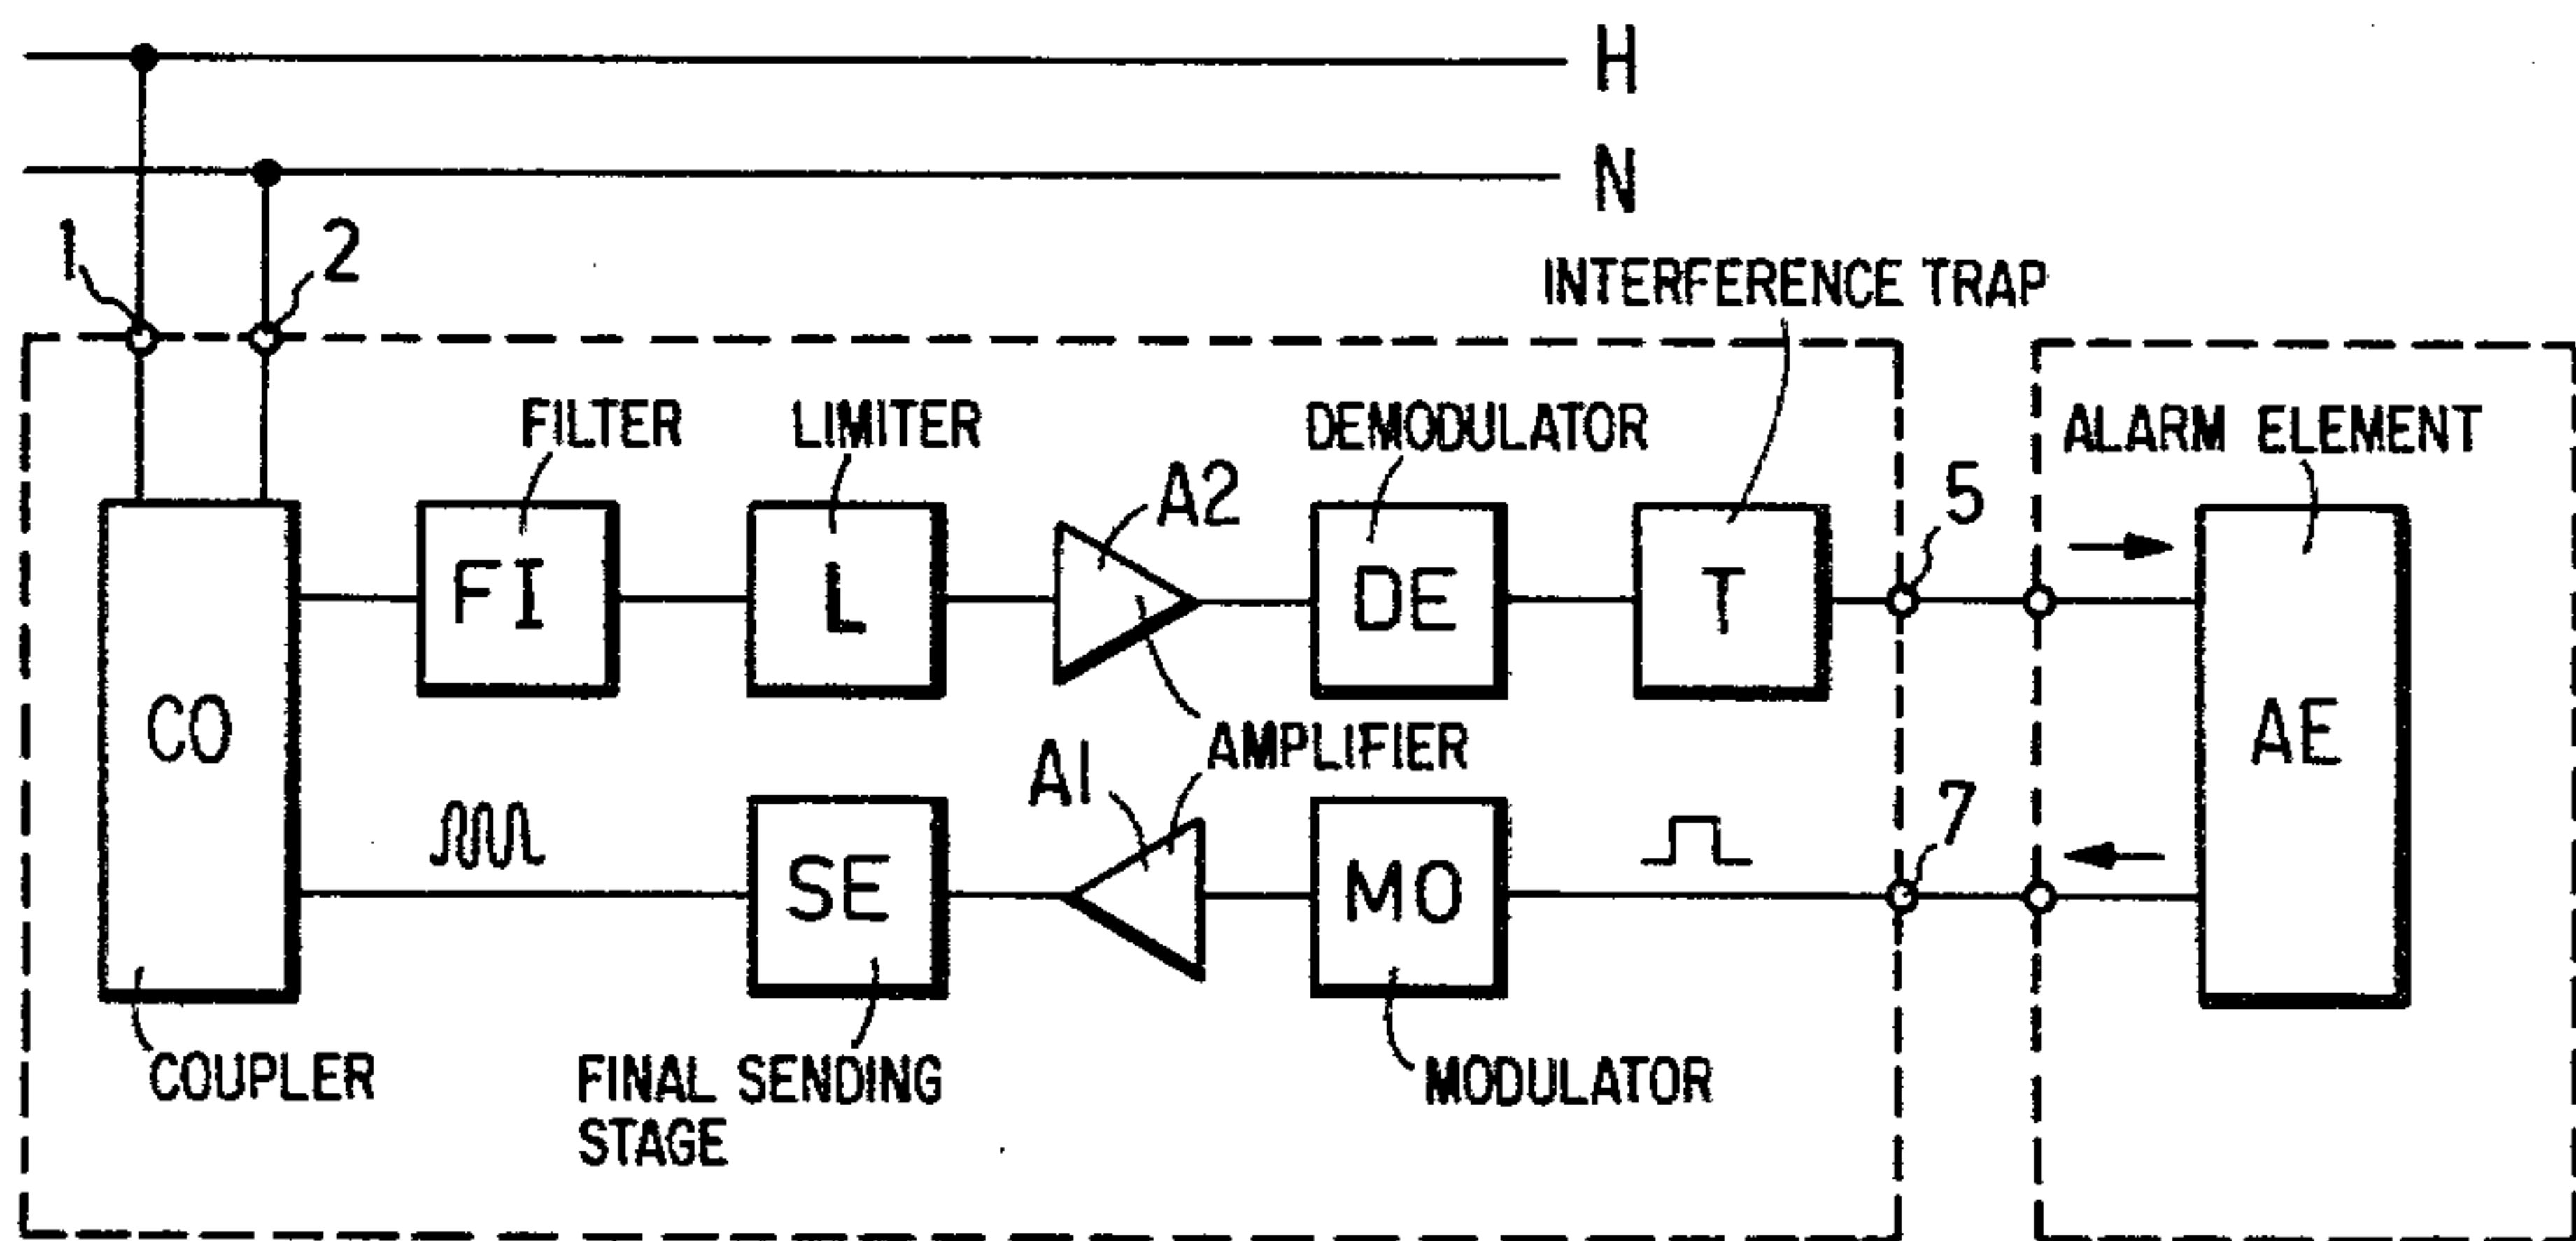 H
N
1
2
INTERFERENCE TRAP
FILTER
LIMITER
A2
DEMODULATOR
5
ALARM ELEMENT
FI
L
DE
T
CO
AMPLIFIER
AE
A1
7
SE
MO
COUPLER
FINAL SENDING
STAGE
MODULATOR